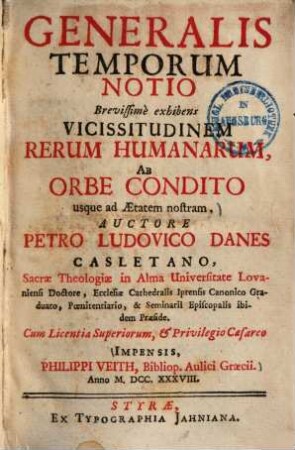 GENERALIS
TEMPORUM
NOTIO
Brevissimè exhibens
VICISSITUDINEM
RERUM HUMANARUM,
AB
ORBE CONDITO
usque ad Ætatem nostram,
AUCTORE
PETRO LUDOVICO DANES
CASLETANO,
Sacræ Theologiæ in Alma Universitate Lova-
niensi Doctore, Ecclesiæ Cathedralis Iprensis Canonico Gra-
duato, Pœnitentiario, & Seminarii Episcopalis ibi-
dem Præside.
Cum Licentia Superiorum, & Privilegio Cæsareo
IMPENSIS,
PHILIPPI VEITH, Bibliop. Aulici Græcii.
Anno M. DCC. XXXVIII.
STYRÆ,
EX TYPOGRAPHIA JAHNIANA.
IN
AUGSBURG